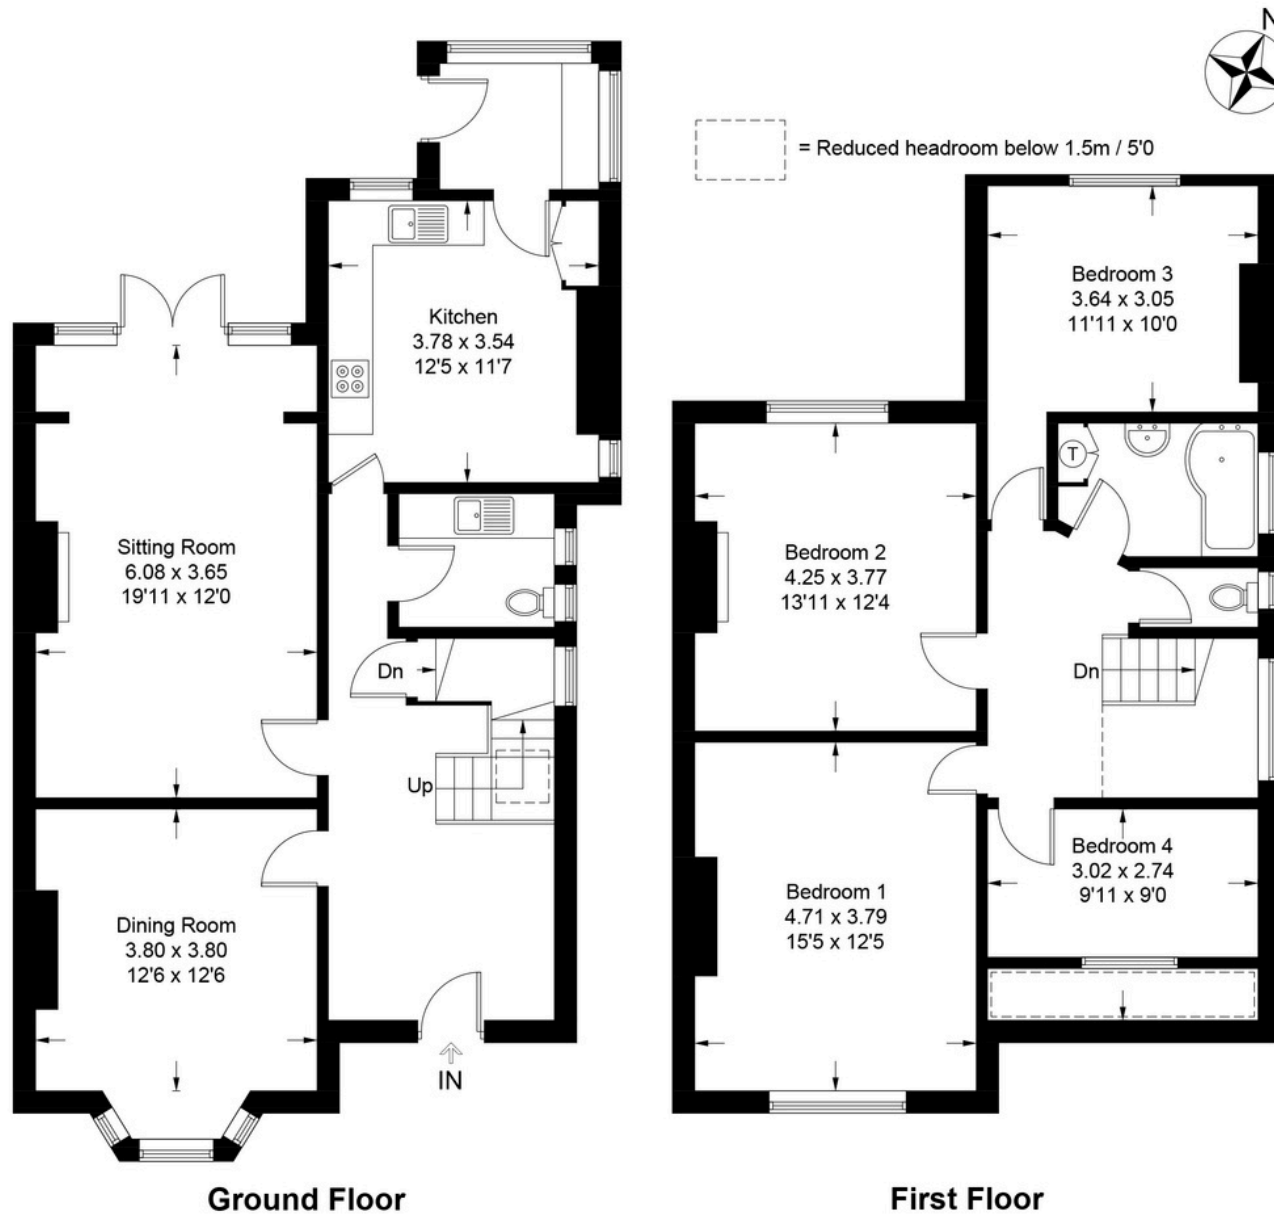 N
= Reduced headroom below 1.5m / 5'0
Kitchen
3.78 x 3.54
12'5 x 11'7
Sitting Room
6.08 x 3.65
19'11 x 12'0
Dn
Up
Dining Room
3.80 x 3.80
12'6 x 12'6
IN
Ground Floor
Bedroom 3
3.64 x 3.05
11'11 x 10'0
T
Bedroom 2
4.25 x 3.77
13'11 x 12'4
Dn
Bedroom 4
3.02 x 2.74
9'11 x 9'0
Bedroom 1
4.71 x 3.79
15'5 x 12'5
First Floor